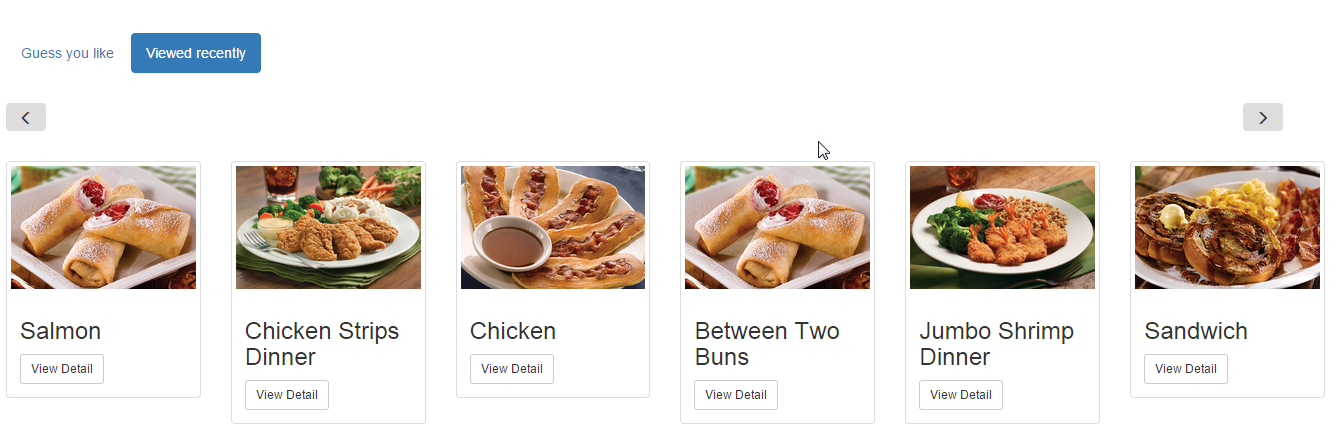 Guess you like
Viewed recently
Salmon
View Detail
Chicken Strips
Dinner
View Detail
Chicken
View Detail
Between Two
Buns
View Detail
Jumbo Shrimp
Dinner
View Detail
Sandwich
View Detail